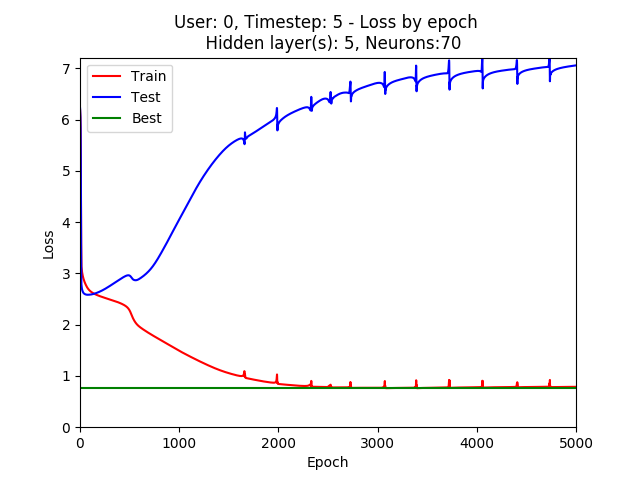 User: 0, Timestep: 5 - Loss by epoch
Hidden layer(s): 5, Neurons:70
Train
Test
Best
7
6
5
4
3
2
1
0
Loss
0 1000 2000 3000 4000 5000
Epoch